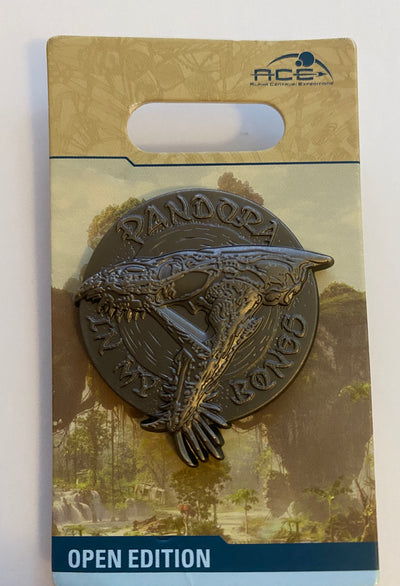 ACE
ALPHA CENTAURI EXPEDITIONS
PANDORA
IN MY
BONES
OPEN EDITION